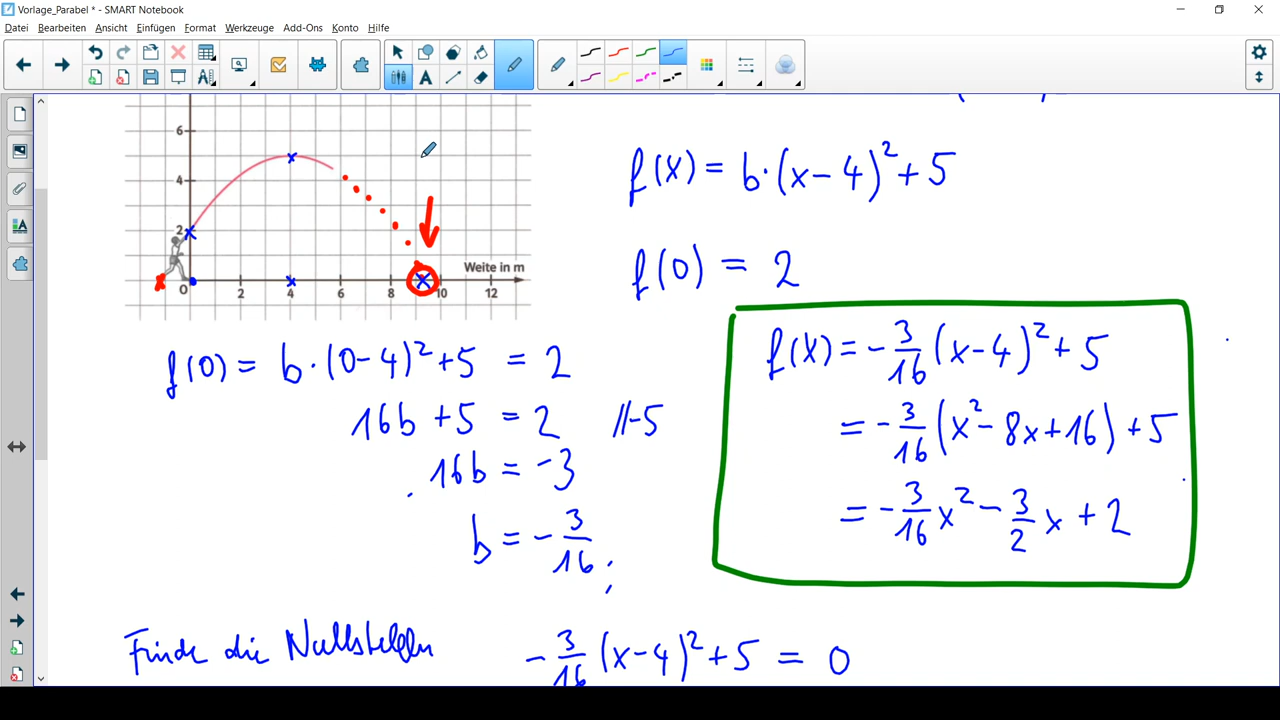 Vorlage_Parabel * - SMART Notebook
Datei Bearbeiten Ansicht Einfügen Format Werkzeuge Add-Ons Konto Hilfe
6
4
2
Weite in m
0 2 4 6 8 10 12
f(x) = b·(x-4)²+5
f(0) = 2
f(0) = b·(0-4)²+5 = 2
16b +5 = 2 //-5
16b = -3
b = -3/16 ;
f(x) = -3/16 (x-4)²+5
= -3/16 (x²-8x+16)+5
= -3/16 x² - 3/2 x + 2
Finde die Nullstellen
-3/16 (x-4)²+5 = 0